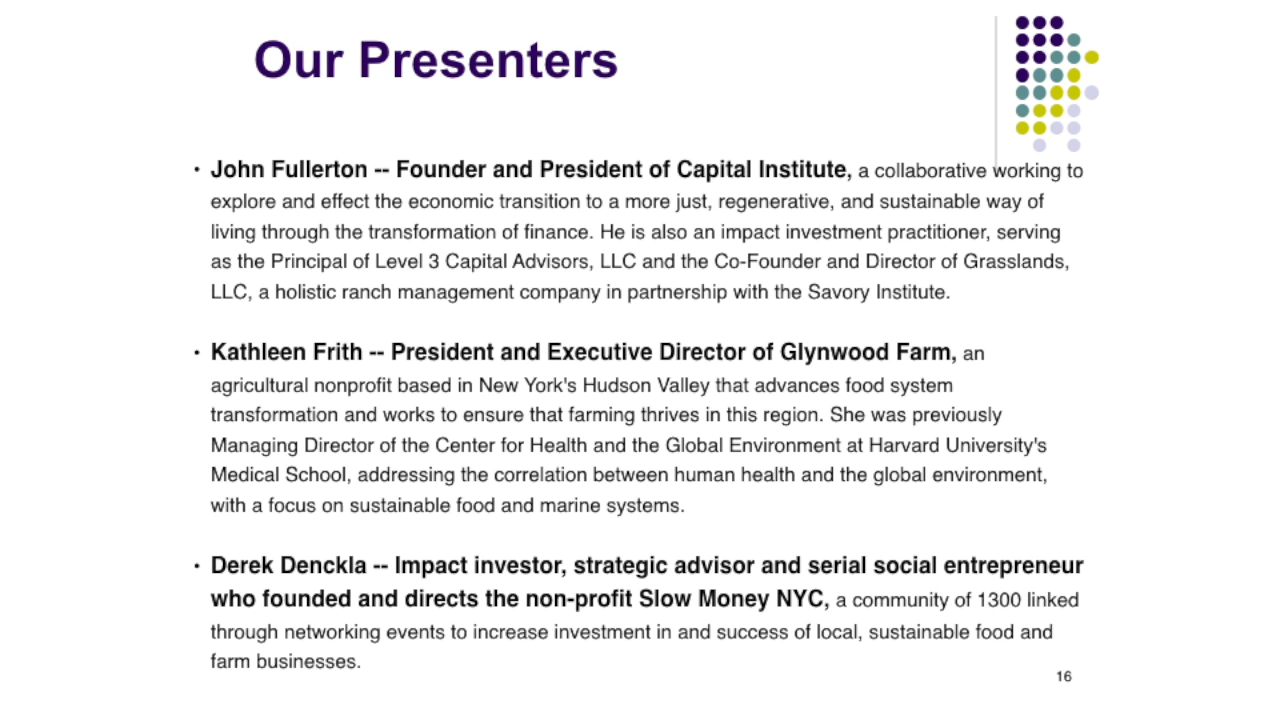 Our Presenters
• John Fullerton -- Founder and President of Capital Institute, a collaborative working to
explore and effect the economic transition to a more just, regenerative, and sustainable way of
living through the transformation of finance. He is also an impact investment practitioner, serving
as the Principal of Level 3 Capital Advisors, LLC and the Co-Founder and Director of Grasslands,
LLC, a holistic ranch management company in partnership with the Savory Institute.
• Kathleen Frith -- President and Executive Director of Glynwood Farm, an
agricultural nonprofit based in New York's Hudson Valley that advances food system
transformation and works to ensure that farming thrives in this region. She was previously
Managing Director of the Center for Health and the Global Environment at Harvard University's
Medical School, addressing the correlation between human health and the global environment,
with a focus on sustainable food and marine systems.
• Derek Denckla -- Impact investor, strategic advisor and serial social entrepreneur
who founded and directs the non-profit Slow Money NYC, a community of 1300 linked
through networking events to increase investment in and success of local, sustainable food and
farm businesses.
16